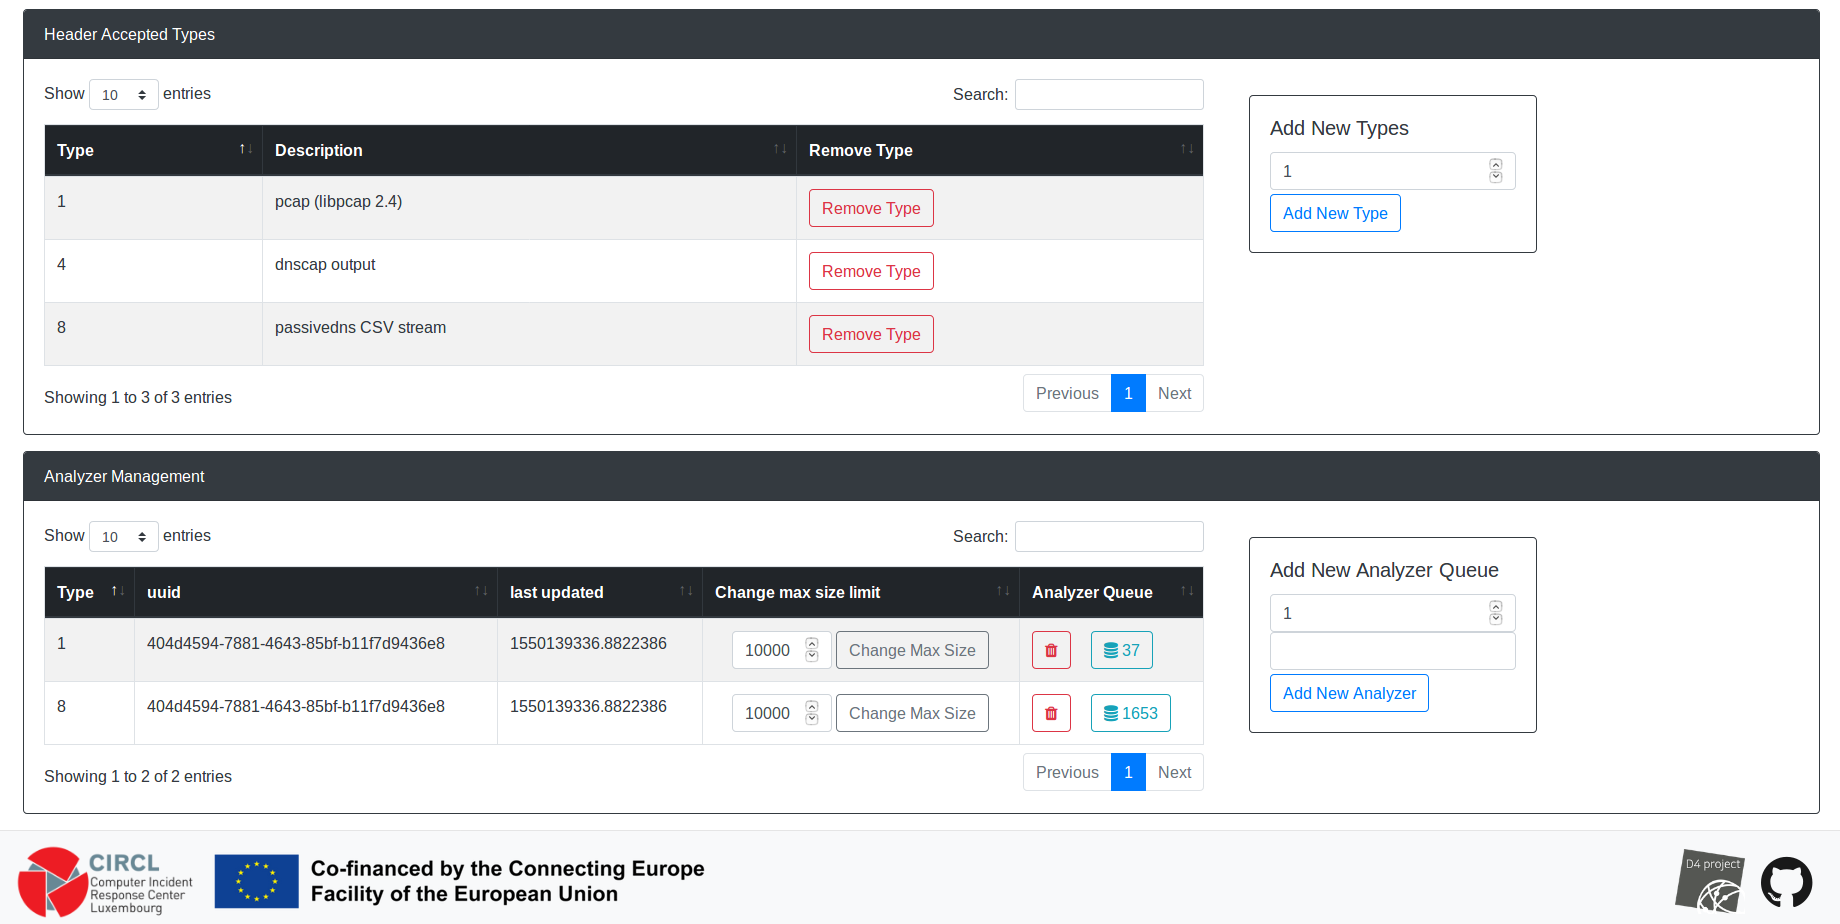 Header Accepted Types
Show 10 entries
Search:
Type Description Remove Type
1 pcap (libpcap 2.4) Remove Type
4 dnscap output Remove Type
8 passivedns CSV stream Remove Type
Showing 1 to 3 of 3 entries
Previous 1 Next
Add New Types
1
Add New Type
Analyzer Management
Show 10 entries
Search:
Type uuid last updated Change max size limit Analyzer Queue
1 404d4594-7881-4643-85bf-b11f7d9436e8 1550139336.8822386 10000 Change Max Size 37
8 404d4594-7881-4643-85bf-b11f7d9436e8 1550139336.8822386 10000 Change Max Size 1653
Showing 1 to 2 of 2 entries
Previous 1 Next
Add New Analyzer Queue
1
Add New Analyzer
CIRCL
Computer Incident
Response Center
Luxembourg
Co-financed by the Connecting Europe
Facility of the European Union
D4 project